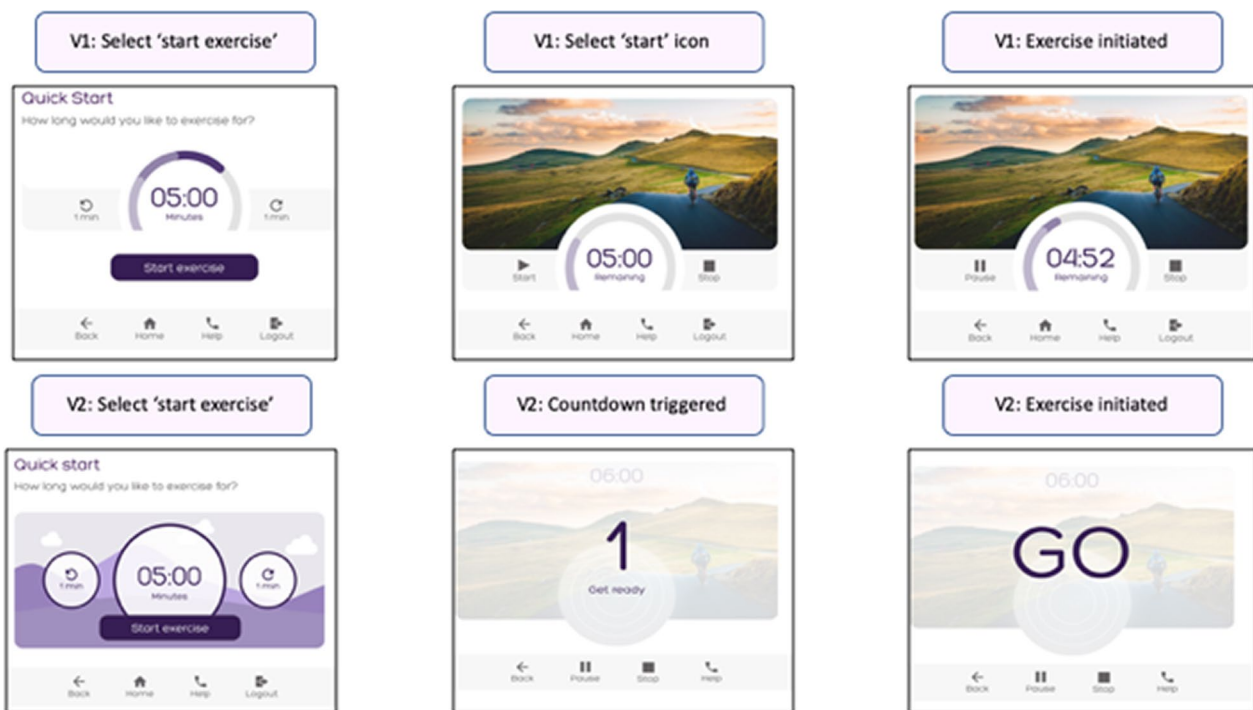 V1: Select ‘start exercise’
V1: Select ‘start’ icon
V1: Exercise initiated
Quick Start
How long would you like to exercise for?
05:00
Minutes
1 min
1 min
Start exercise
Back Home Help Logout
05:00
Remaining
Start
Stop
Back Home Help Logout
04:52
Remaining
Pause
Stop
Back Home Help Logout
V2: Select ‘start exercise’
V2: Countdown triggered
V2: Exercise initiated
Quick start
How long would you like to exercise for?
1 min
05:00
Minutes
1 min
Start exercise
Back Home Help Logout
06:00
1
Get ready
Back Pause Stop Help
06:00
GO
Back Pause Stop Help